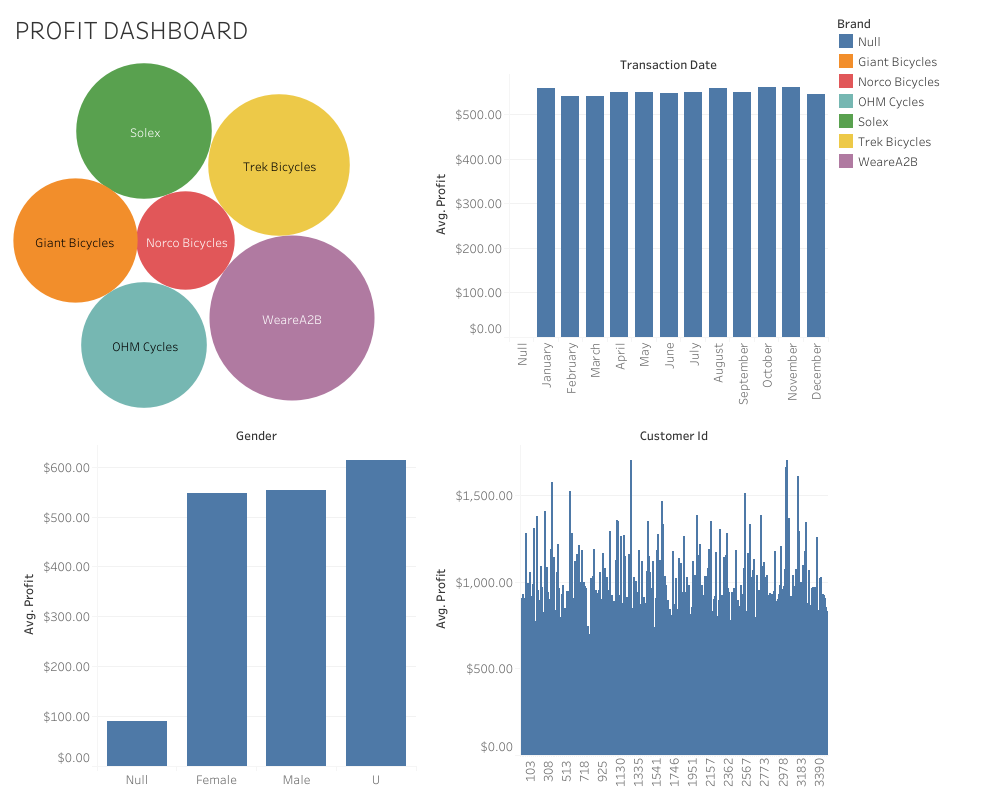 PROFIT DASHBOARD
Solex
Trek Bicycles
Giant Bicycles
Norco Bicycles
WeareA2B
OHM Cycles
Transaction Date
Avg. Profit
$500.00
$400.00
$300.00
$200.00
$100.00
$0.00
Null
January
February
March
April
May
June
July
August
September
October
November
December
Brand
Null
Giant Bicycles
Norco Bicycles
OHM Cycles
Solex
Trek Bicycles
WeareA2B
Gender
Avg. Profit
$600.00
$500.00
$400.00
$300.00
$200.00
$100.00
$0.00
Null
Female
Male
U
Customer Id
Avg. Profit
$1,500.00
$1,000.00
$500.00
$0.00
103
308
513
718
925
1130
1335
1541
1746
1951
2157
2362
2567
2773
2978
3183
3390